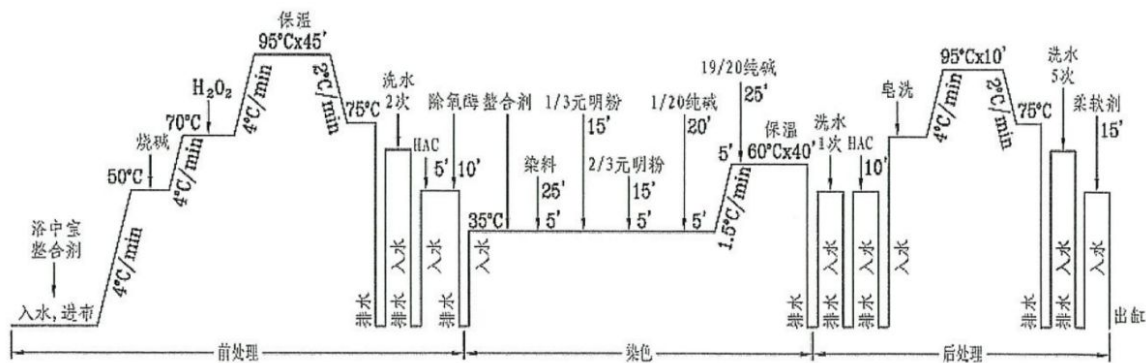 保温
95°Cx45'
2°C/min
75°C
H₂O₂
4°C/min
70°C
烧碱
4°C/min
50°C
浴中宝
螯合剂
4°C/min
入水,进布
排水
洗水
2次
入水
排水
HAC
5'
除氧酶
10'
入水
排水
35°C
入水
整合剂
染料
25'
5'
1/3元明粉
15'
2/3元明粉
15'
5'
1/20纯碱
20'
5'
19/20纯碱
25'
5'
1.5°C/min
保温
60°Cx40'
排水
洗水
1次
入水
排水
HAC
10'
入水
排水
皂洗
入水
4°C/min
95°Cx10'
2°C/min
75°C
排水
洗水
5次
入水
排水
柔软剂
15'
入水
出缸
前处理
染色
后处理